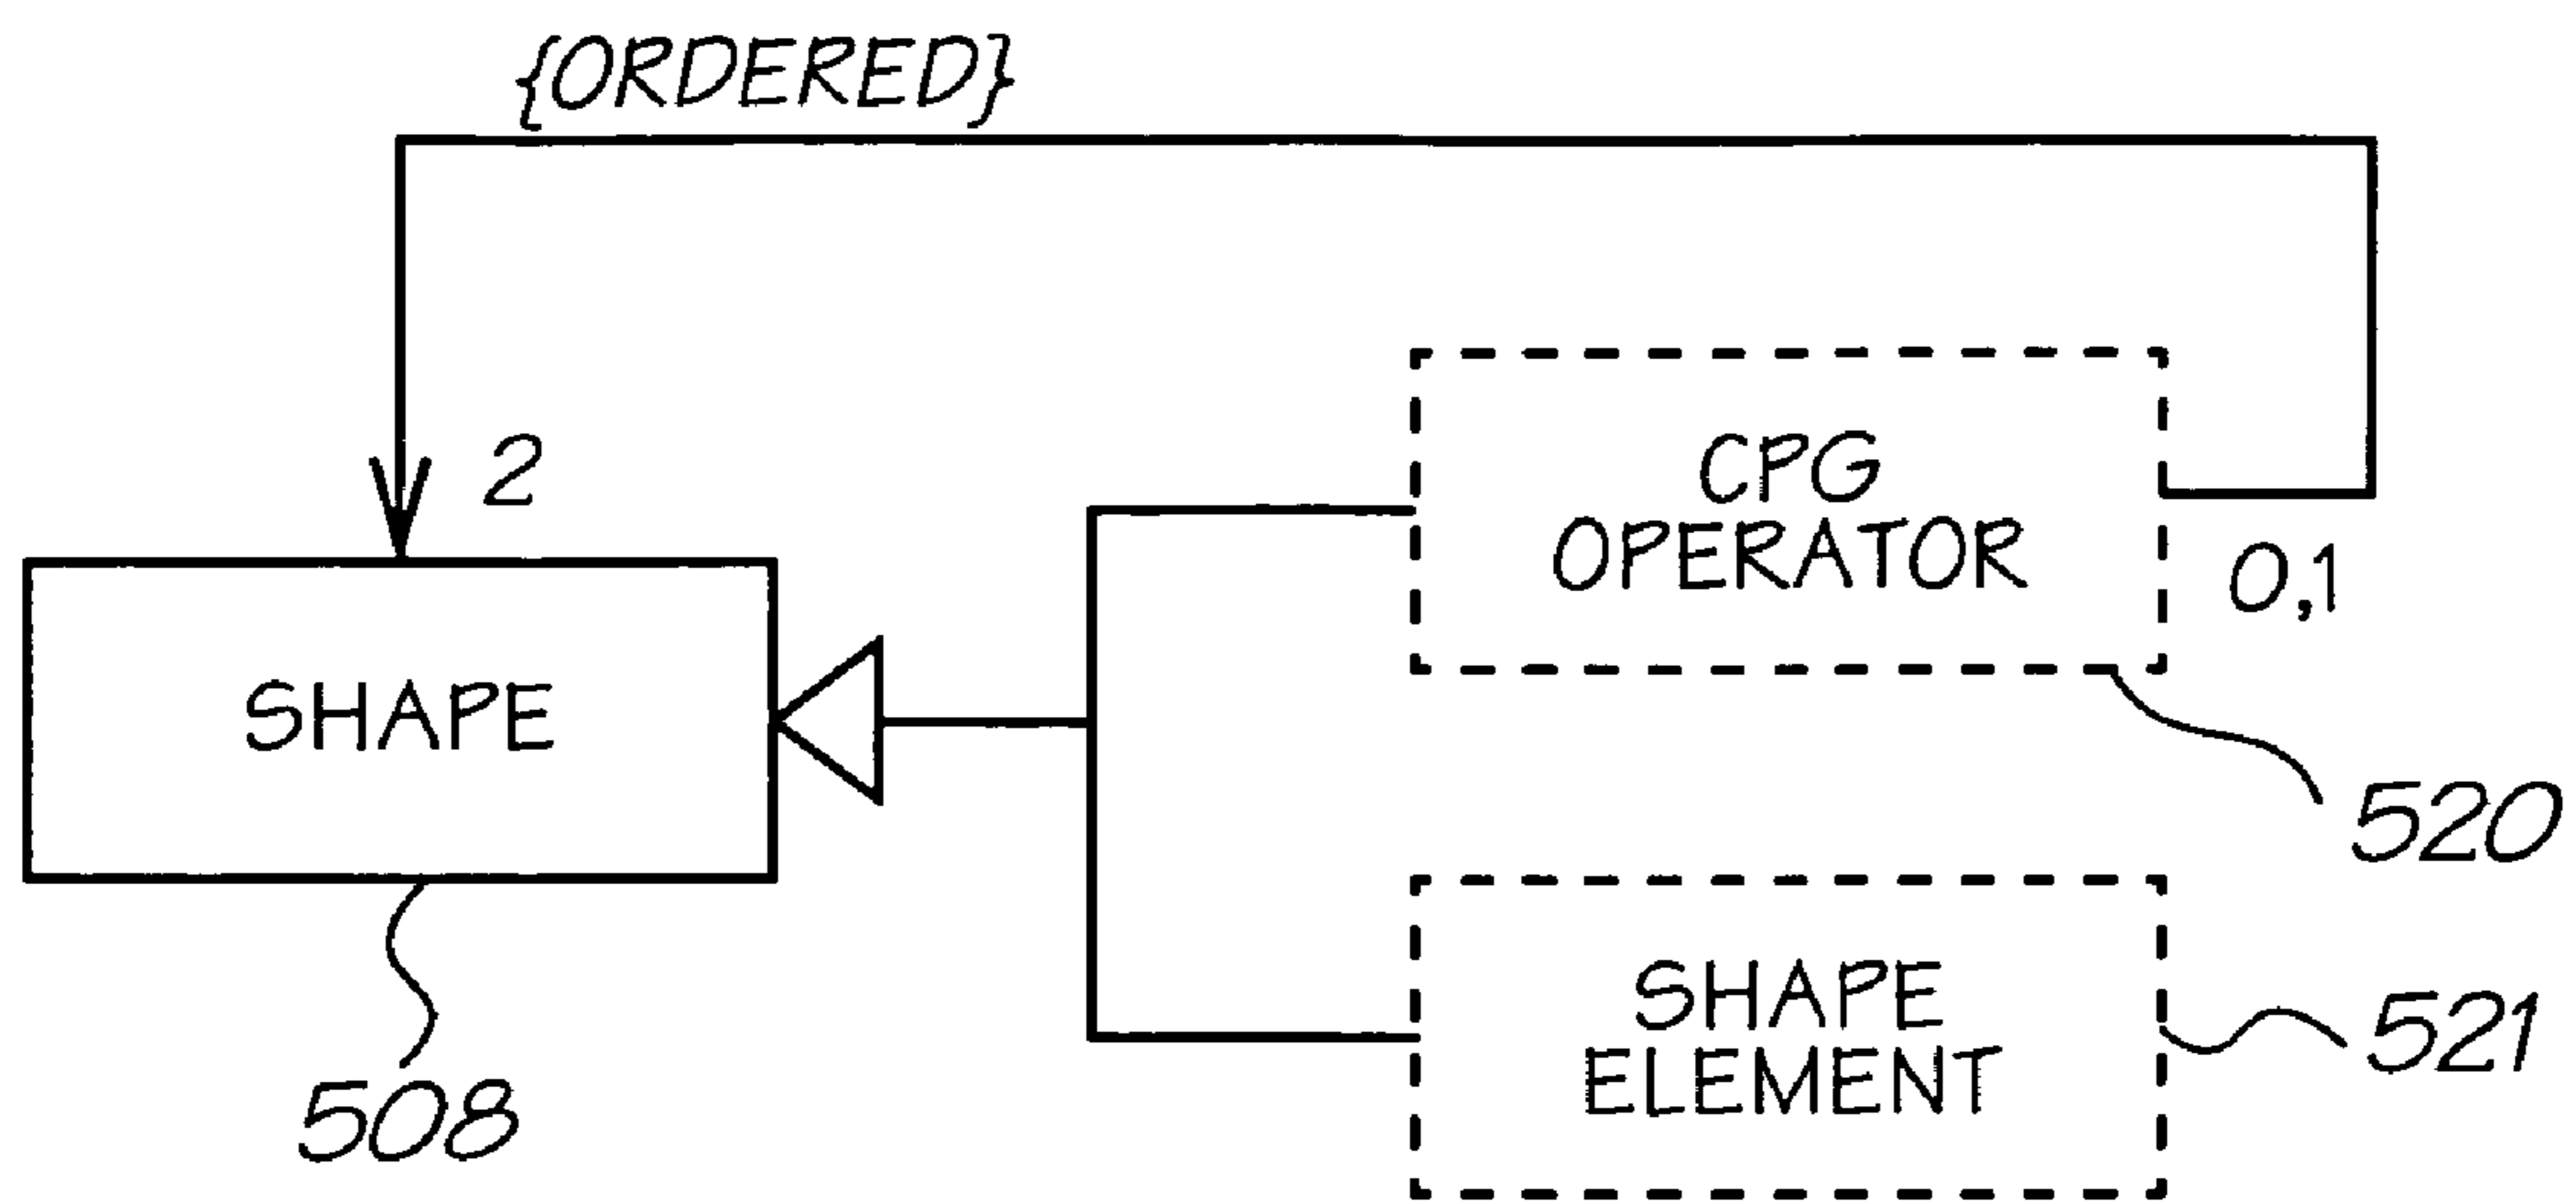 {ORDERED}
2
CPG
OPERATOR
0,1
SHAPE
520
SHAPE
ELEMENT
521
508